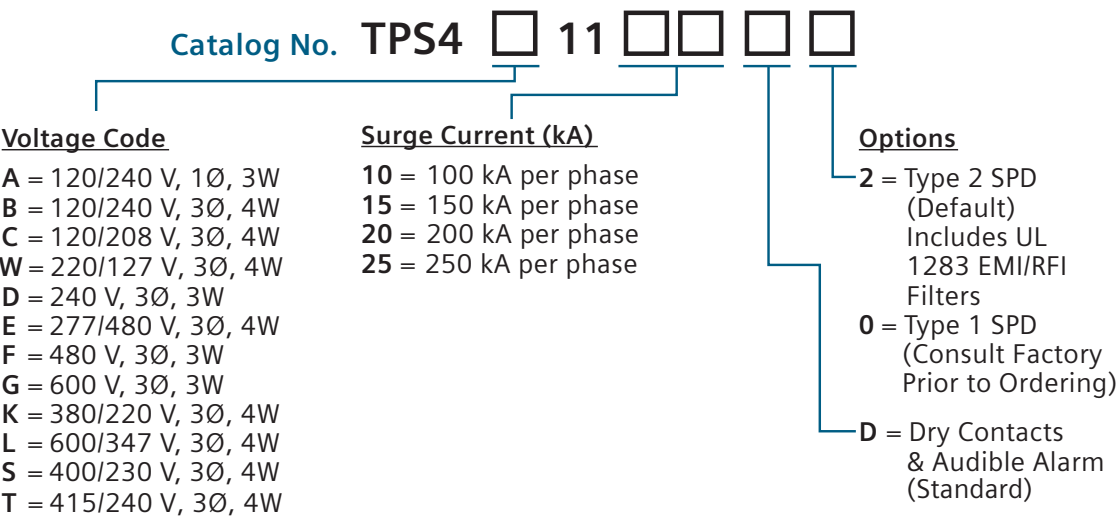 Catalog No. TPS4 11
Voltage Code
A = 120/240 V, 1Ø, 3W
B = 120/240 V, 3Ø, 4W
C = 120/208 V, 3Ø, 4W
W = 220/127 V, 3Ø, 4W
D = 240 V, 3Ø, 3W
E = 277/480 V, 3Ø, 4W
F = 480 V, 3Ø, 3W
G = 600 V, 3Ø, 3W
K = 380/220 V, 3Ø, 4W
L = 600/347 V, 3Ø, 4W
S = 400/230 V, 3Ø, 4W
T = 415/240 V, 3Ø, 4W
Surge Current (kA)
10 = 100 kA per phase
15 = 150 kA per phase
20 = 200 kA per phase
25 = 250 kA per phase
Options
2 = Type 2 SPD
(Default)
Includes UL
1283 EMI/RFI
Filters
0 = Type 1 SPD
(Consult Factory
Prior to Ordering)
D = Dry Contacts
& Audible Alarm
(Standard)